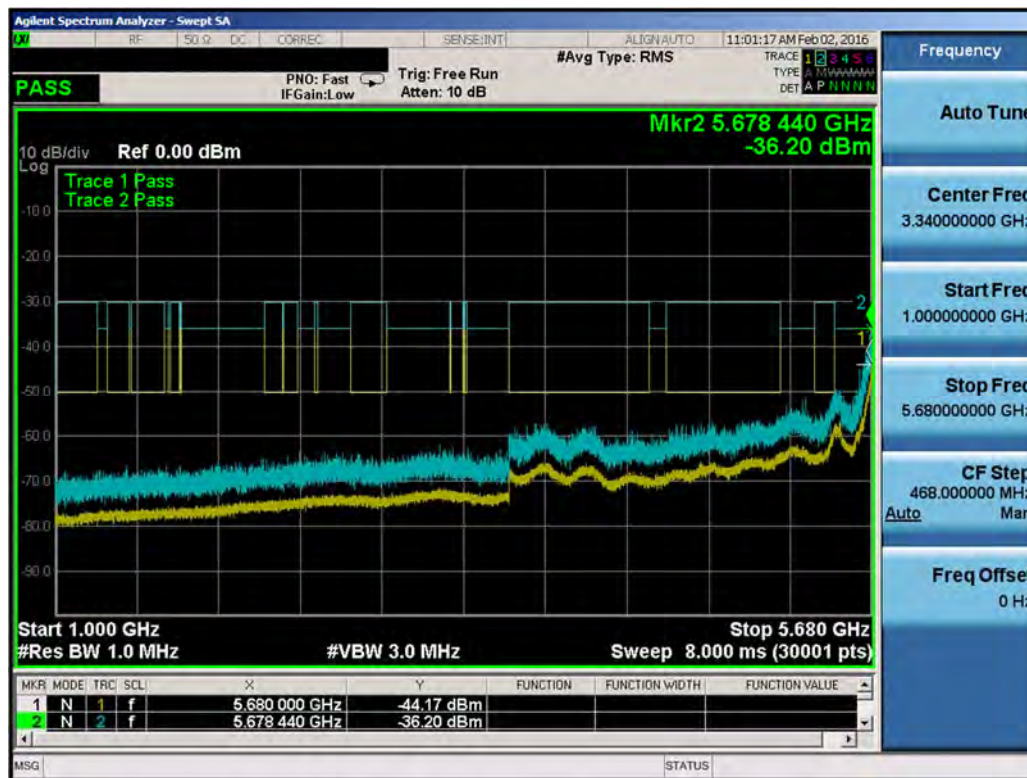 Agilent Spectrum Analyzer - Swept SA
RF 50 Ω DC CORREC SENSE:INT ALIGN AUTO 11:01:17 AM Feb 02, 2016
#Avg Type: RMS
TRACE 1 2 3 4 5 6
TYPE A M W W W W
DET A P N N N N
PASS
PNO: Fast
IFGain:Low
Trig: Free Run
Atten: 10 dB
Mkr2 5.678 440 GHz
-36.20 dBm
10 dB/div Ref 0.00 dBm
Log
Trace 1 Pass
Trace 2 Pass
-10.0
-20.0
-30.0
2
-40.0
1
-50.0
-60.0
-70.0
-80.0
-90.0
Start 1.000 GHz Stop 5.680 GHz
#Res BW 1.0 MHz #VBW 3.0 MHz Sweep 8.000 ms (30001 pts)
MKR MODE TRC SCL X Y FUNCTION FUNCTION WIDTH FUNCTION VALUE
1 N 1 f 5.680 000 GHz -44.17 dBm
2 N 2 f 5.678 440 GHz -36.20 dBm
MSG STATUS
Frequency
Auto Tune
Center Freq
3.340000000 GHz
Start Freq
1.000000000 GHz
Stop Freq
5.680000000 GHz
CF Step
468.000000 MHz
Auto Man
Freq Offset
0 Hz